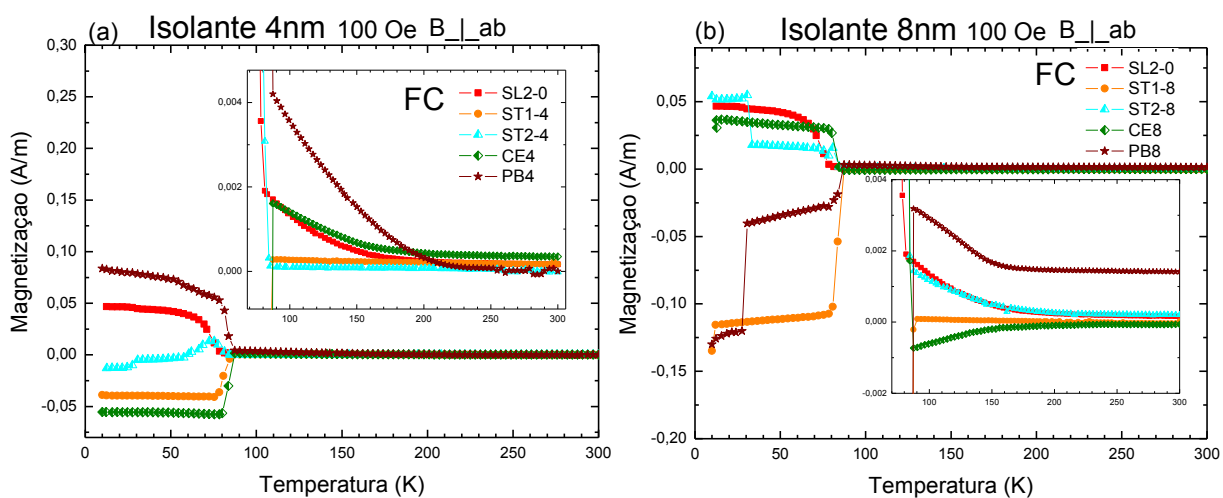 (a) Isolante 4nm 100 Oe B_|_ab
Magnetizaçao (A/m)
0,30
0,25
0,20
0,15
0,10
0,05
0,00
-0,05
0 50 100 150 200 250 300
Temperatura (K)
FC
SL2-0
ST1-4
ST2-4
CE4
PB4
0,004
0,002
0,000
100 150 200 250 300
(b) Isolante 8nm 100 Oe B_|_ab
Magnetizaçao (A/m)
0,05
0,00
-0,05
-0,10
-0,15
-0,20
0 50 100 150 200 250 300
Temperatura (K)
FC
SL2-0
ST1-8
ST2-8
CE8
PB8
0,004
0,002
0,000
-0,002
100 150 200 250 300